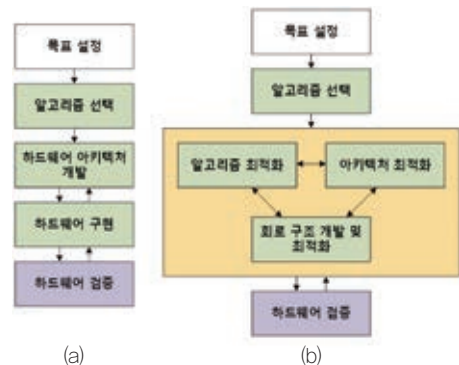 목표 설정
알고리즘 선택
하드웨어 아키텍처
개발
하드웨어 구현
하드웨어 검증
(a)
목표 설정
알고리즘 선택
알고리즘 최적화
아키텍처 최적화
회로 구조 개발 및
최적화
하드웨어 검증
(b)